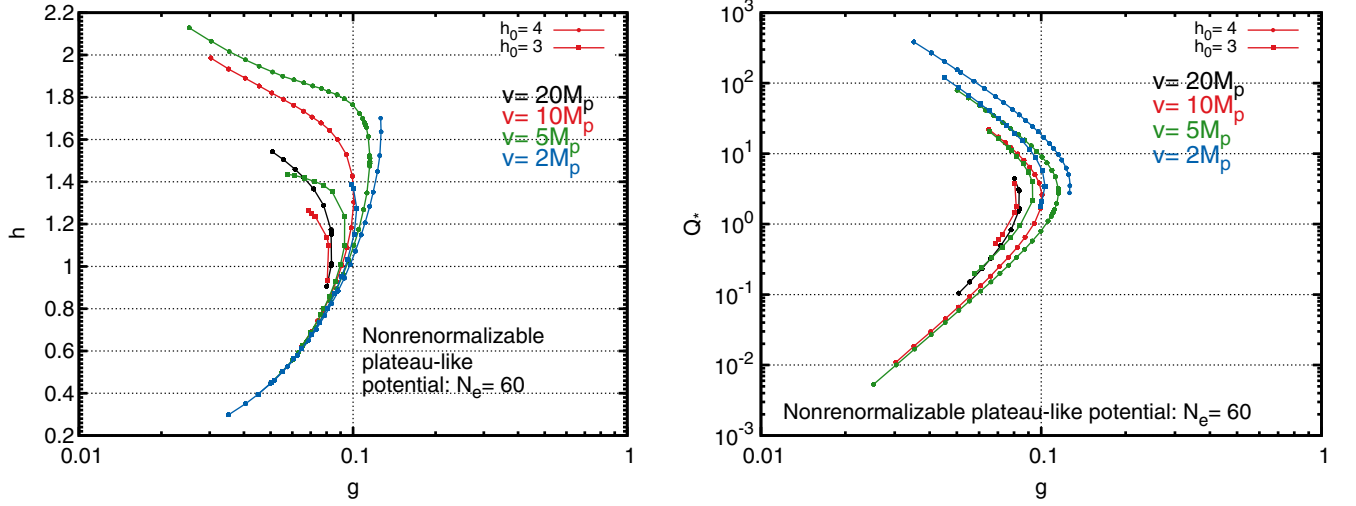 2.2
2
1.8
1.6
1.4
1.2
1
0.8
0.6
0.4
0.2
h
0.01
0.1
1
g
h₀= 4
h₀= 3
v= 20Mₚ
v= 10Mₚ
v= 5Mₚ
v= 2Mₚ
Nonrenormalizable
plateau-like
potential: Nₑ= 60
10³
10²
10¹
10⁰
10⁻¹
10⁻²
10⁻³
Q*
0.01
0.1
1
g
h₀= 4
h₀= 3
v= 20Mₚ
v= 10Mₚ
v= 5Mₚ
v= 2Mₚ
Nonrenormalizable plateau-like potential: Nₑ= 60